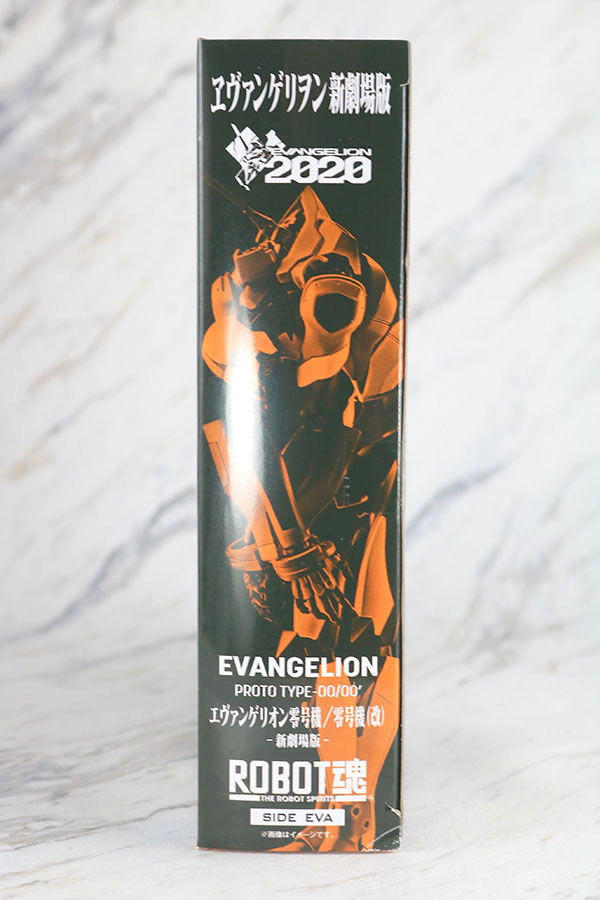 ヱヴァンゲリヲン新劇場版
EVANGELION
2020
EVANGELION
PROTO TYPE-00/00'
エヴァンゲリオン零号機/零号機(改)
-新劇場版-
ROBOT魂
THE ROBOT SPIRITS
SIDE EVA
※画像はイメージです。